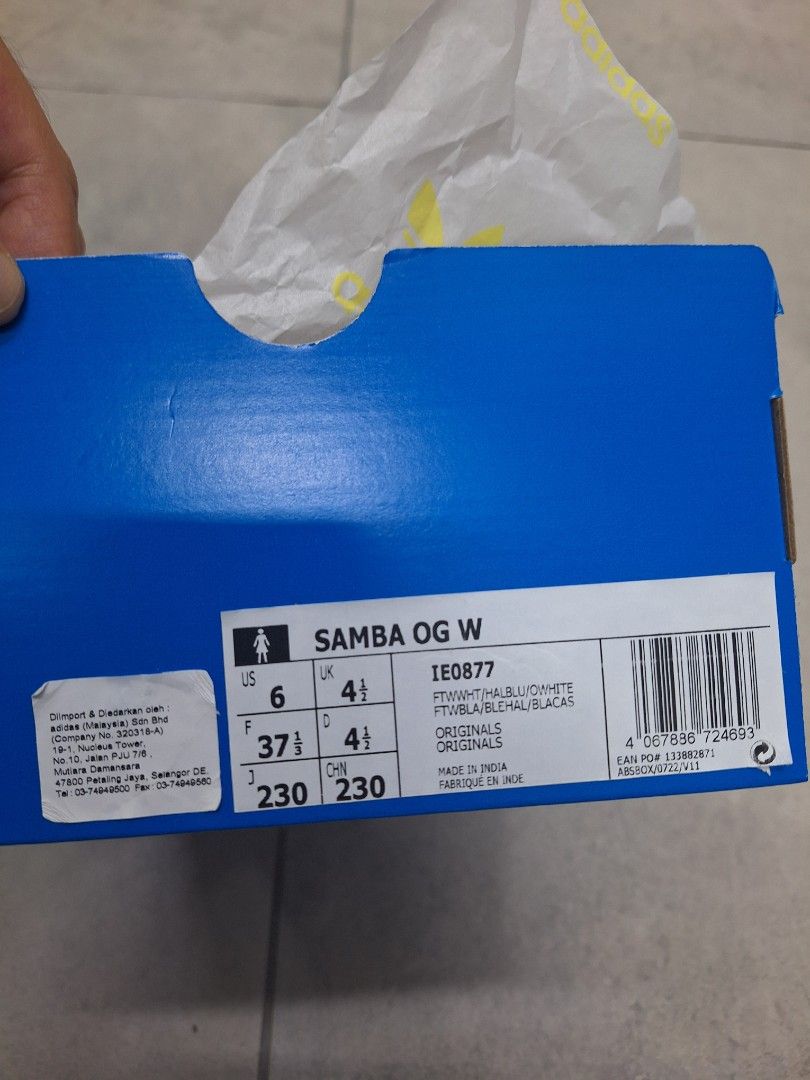 adidas
Diimport & Diedarkan oleh :
adidas (Malaysia) Sdn Bhd
(Company No. 320318-A)
19-1, Nucleus Tower,
No.10, Jalan PJU 7/6,
Mutiara Damansara
47800 Petaling Jaya, Selangor DE.
Tel : 03-74949500 Fax : 03-74949560
SAMBA OG W
US 6 UK 4½
F 37⅓ D 4½
J 230 CHN 230
IE0877
FTWWHT/HALBLU/OWHITE
FTWBLA/BLEHAL/BLACAS
ORIGINALS
ORIGINALS
MADE IN INDIA
FABRIQUÉ EN INDE
4 067886 724693
EAN PO# 133882871
ABSBOX/0722/V11